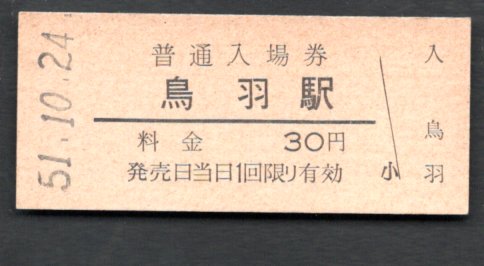 51.10.24
普通入場券
鳥羽駅
料金 30円
発売日当日1回限り有効
入
鳥
羽
小